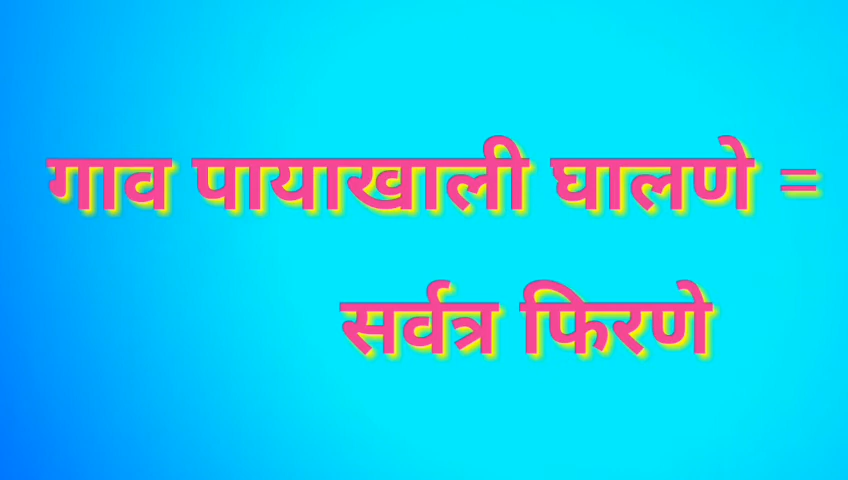 गाव पायाखाली घालणे =
सर्वत्र फिरणे